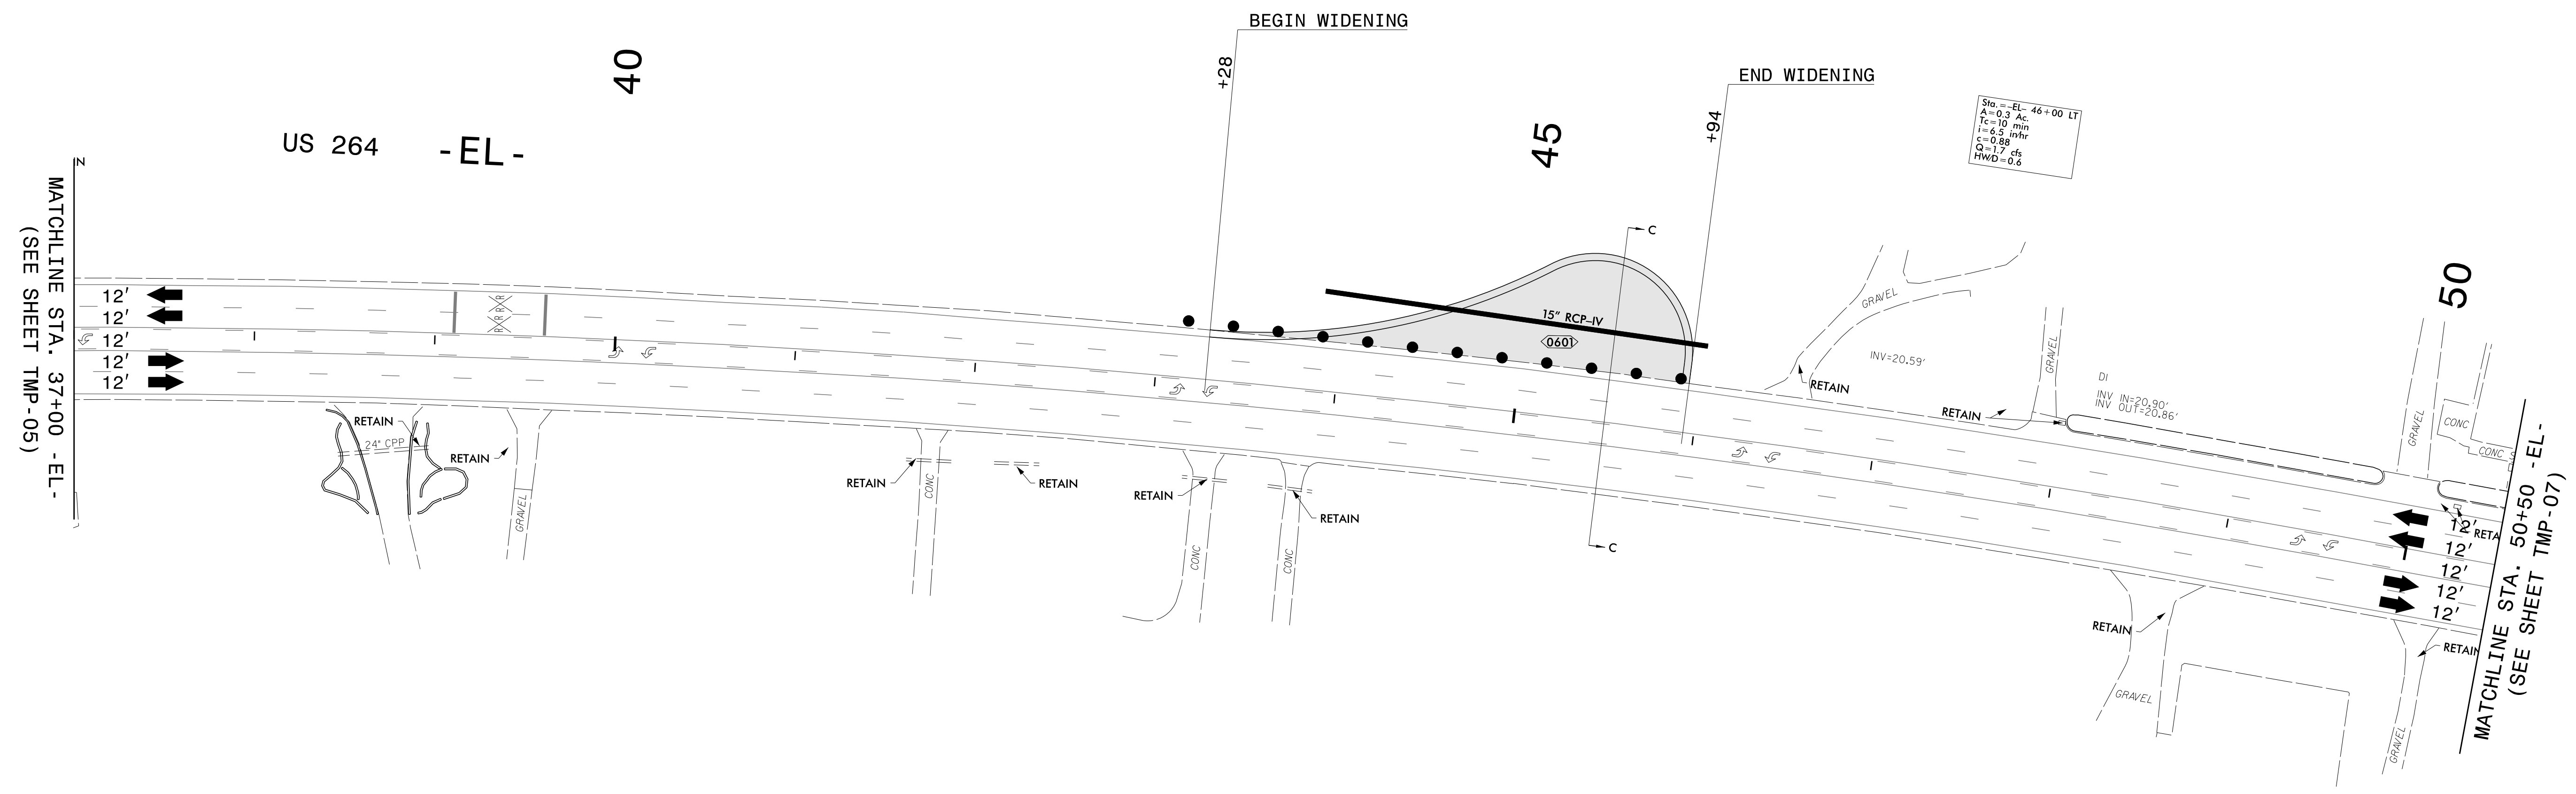 BEGIN WIDENING
END WIDENING
40
+28
+94
45
50
US 264
-EL-
Sta.=-EL- 46+00 LT
A=0.3 Ac.
Tc=10 min
i=6.5 in/hr
c=0.88
Q=1.7 cfs
HW/D=0.6
N
MATCHLINE STA. 37+00 -EL-
(SEE SHEET TMP-05)
12'
12'
12'
12'
12'
R R
R R
C
15" RCP-IV
0601
C
GRAVEL
RETAIN
INV=20.59'
GRAVEL
DI
INV IN=20.90'
INV OUT=20.86'
RETAIN
GRAVEL
CONC
CONC
RETAIN
24" CPP
RETAIN
GRAVEL
RETAIN
CONC
RETAIN
RETAIN
CONC
CONC
RETAIN
12'
12'
12'
12'
12'
RETA
RETAIN
GRAVEL
RETAIN
GRAVEL
MATCHLINE STA. 50+50 -EL-
(SEE SHEET TMP-07)